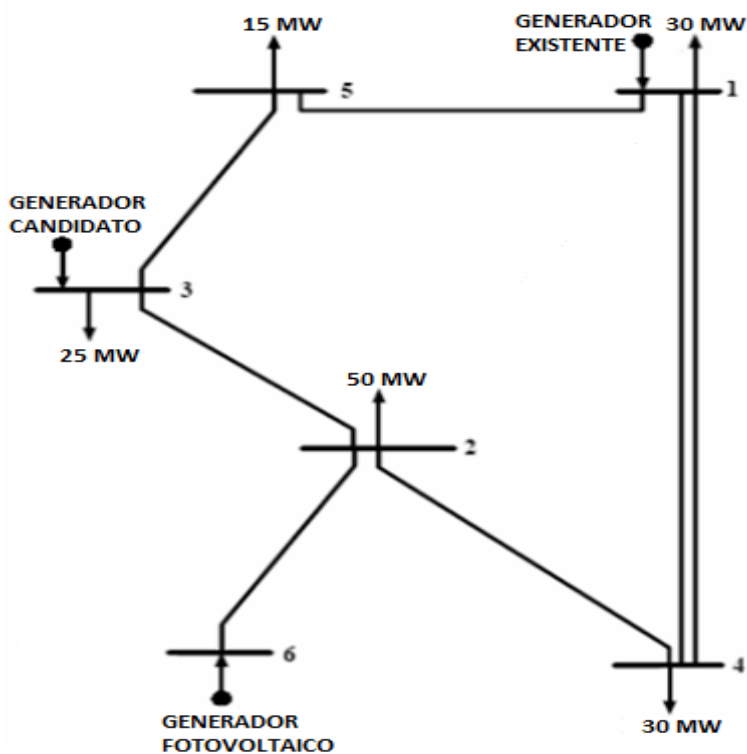 15 MW
GENERADOR
EXISTENTE
30 MW
5
1
GENERADOR
CANDIDATO
3
25 MW
50 MW
2
6
4
GENERADOR
FOTOVOLTAICO
30 MW